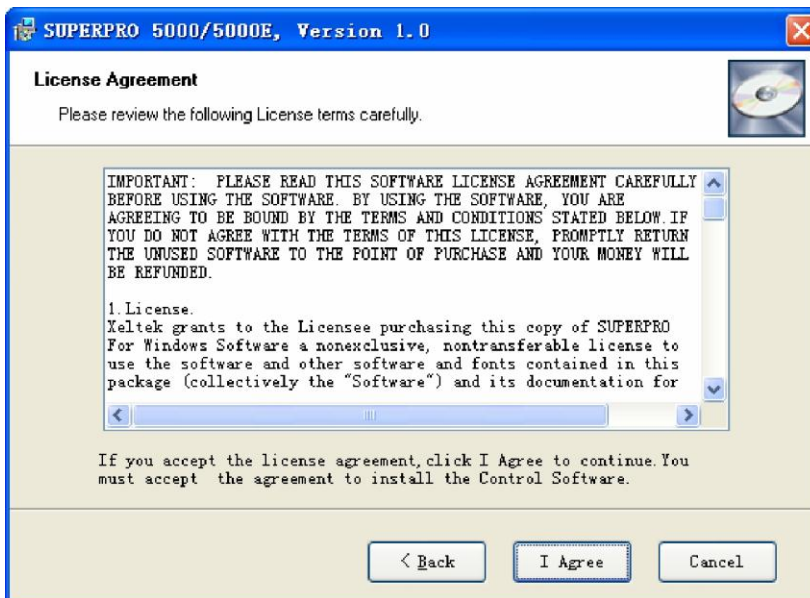 SUPERPRO 5000/5000E, Version 1.0
License Agreement
Please review the following License terms carefully.
IMPORTANT:  PLEASE READ THIS SOFTWARE LICENSE AGREEMENT CAREFULLY
BEFORE USING THE SOFTWARE. BY USING THE SOFTWARE, YOU ARE
AGREEING TO BE BOUND BY THE TERMS AND CONDITIONS STATED BELOW.IF
YOU DO NOT AGREE WITH THE TERMS OF THIS LICENSE, PROMPTLY RETURN
THE UNUSED SOFTWARE TO THE POINT OF PURCHASE AND YOUR MONEY WILL
BE REFUNDED.
1.License.
Xeltek grants to the Licensee purchasing this copy of SUPERPRO
For Windows Software a nonexclusive, nontransferable license to
use the software and other software and fonts contained in this
package (collectively the "Software") and its documentation for
If you accept the license agreement,click I Agree to continue.You
must accept  the agreement to install the Control Software.
< Back
I Agree
Cancel